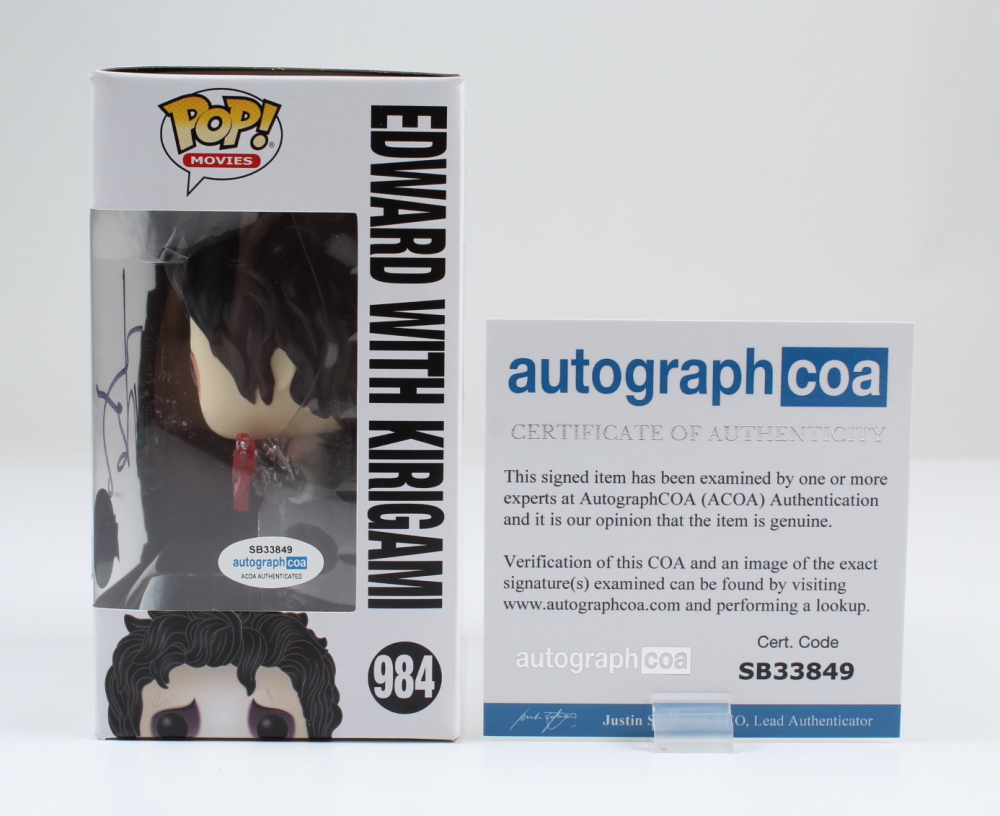 POP!
MOVIES
EDWARD WITH KIRIGAMI
SB33849
autograph coa
ACOA AUTHENTICATED
984
autograph coa
CERTIFICATE OF AUTHENTICITY
This signed item has been examined by one or more
experts at AutographCOA (ACOA) Authentication
and it is our opinion that the item is genuine.
Verification of this COA and an image of the exact
signature(s) examined can be found by visiting
www.autographcoa.com and performing a lookup.
autograph coa
Cert. Code
SB33849
Justin
Lead Authenticator